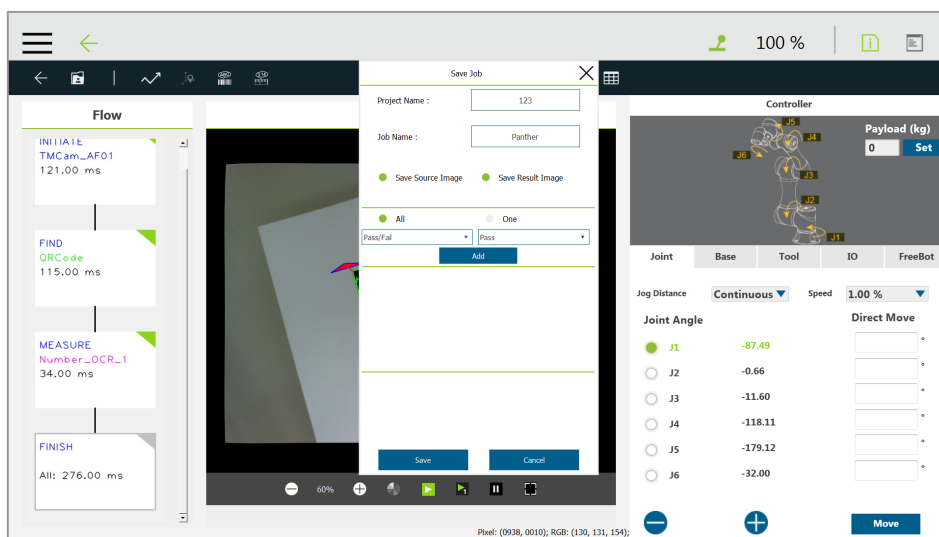 100 %
Save Job
Flow
INITIATE
TMCam_AF01
121.00 ms
FIND
QRCode
115.00 ms
MEASURE
Number_OCR_1
34.00 ms
FINISH
All: 276.00 ms
Project Name : 123
Job Name : Panther
Save Source Image Save Result Image
All One
Pass/Fail Pass
Add
Save Cancel
60%
Pixel: (0938, 0010); RGB: (130, 131, 154);
Controller
J5
J4
J6
J3
J2
J1
Payload (kg)
0 Set
Joint Base Tool IO FreeBot
Jog Distance Continuous Speed 1.00 %
Joint Angle Direct Move
J1 -87.49 °
J2 -0.66 °
J3 -11.60 °
J4 -118.11 °
J5 -179.12 °
J6 -32.00 °
Move